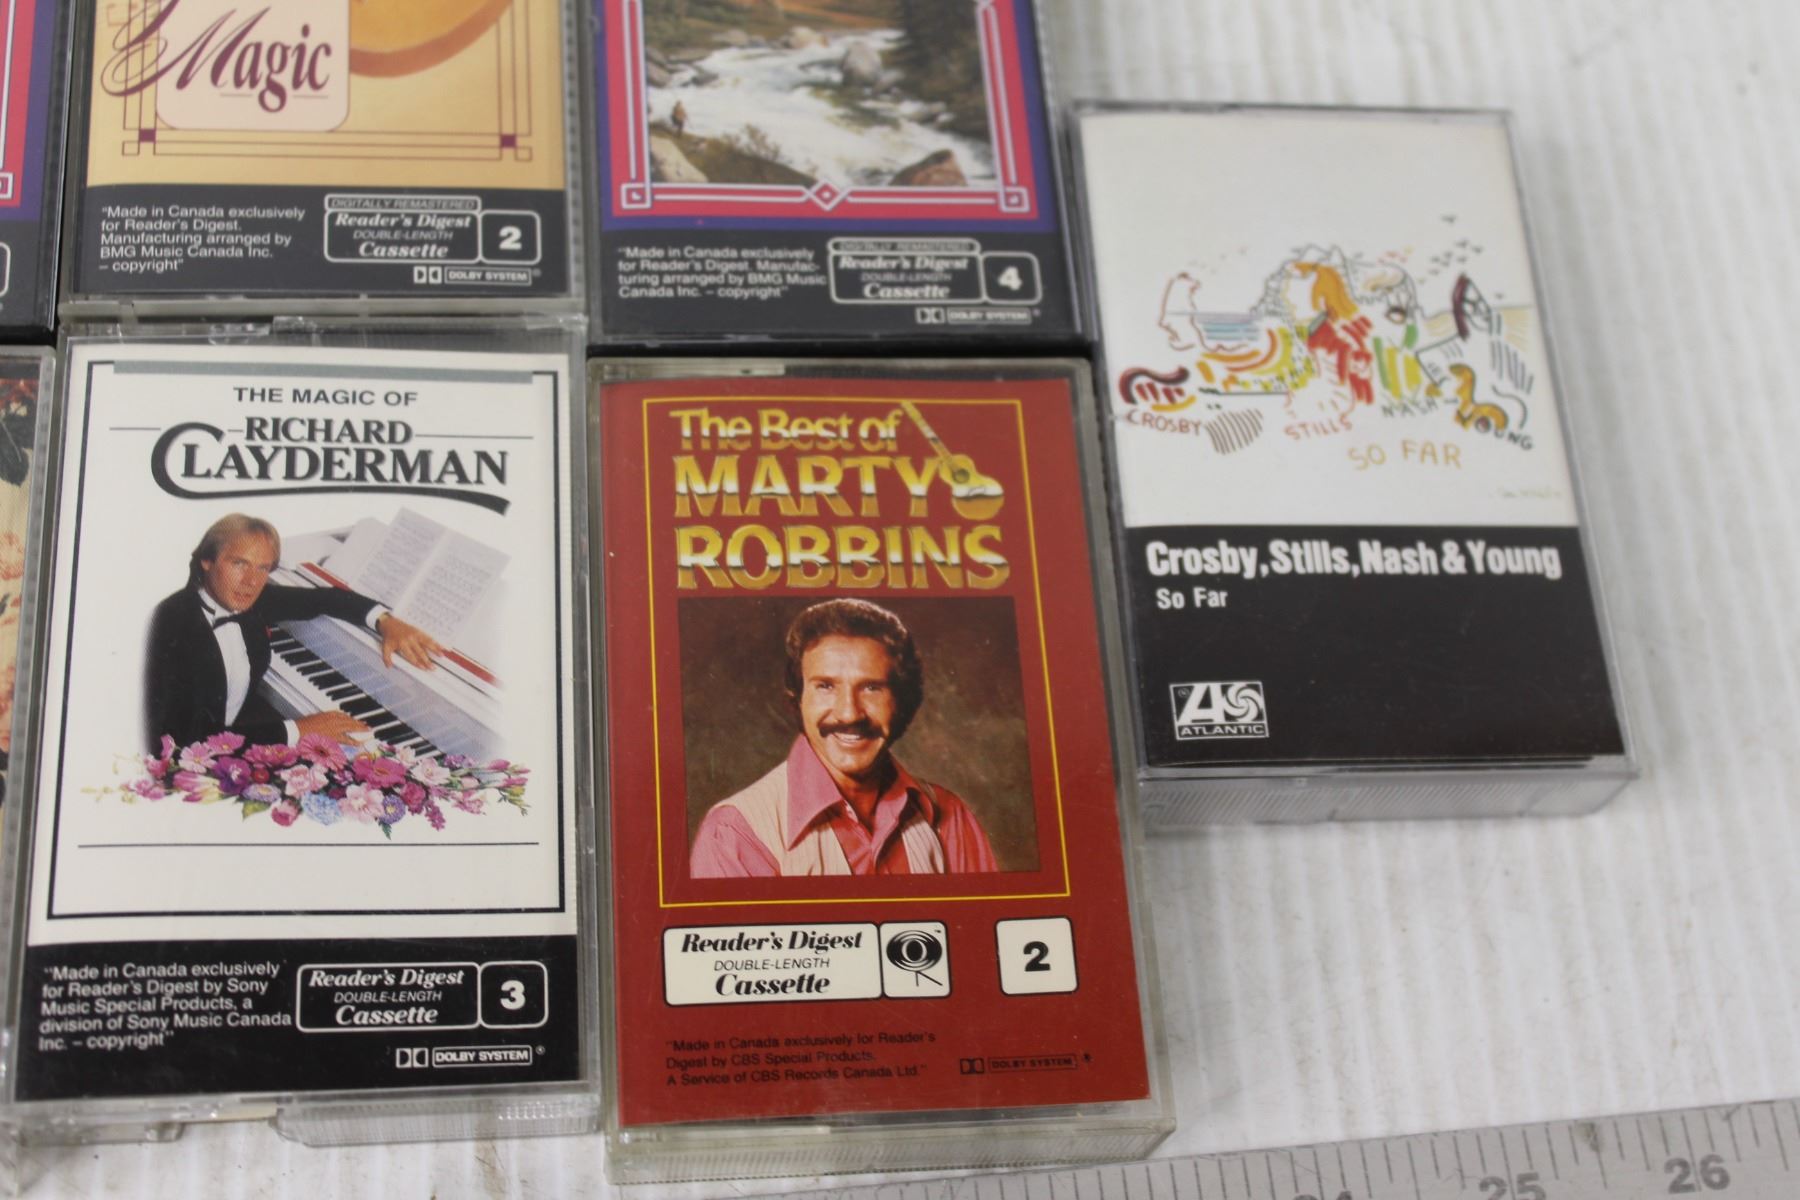 Magic
"Made in Canada exclusively
for Reader's Digest.
Manufacturing arranged by
BMG Music Canada Inc.
– copyright"
DIGITALLY REMASTERED
Reader's Digest
DOUBLE-LENGTH
Cassette
2
DOLBY SYSTEM
"Made in Canada exclusively
for Reader's Digest. Manufac-
turing arranged by BMG Music
Canada Inc. – copyright"
DIGITALLY REMASTERED
Reader's Digest
DOUBLE-LENGTH
Cassette
4
DOLBY SYSTEM
THE MAGIC OF
RICHARD
CLAYDERMAN
"Made in Canada exclusively
for Reader's Digest by Sony
Music Special Products, a
division of Sony Music Canada
Inc. – copyright"
Reader's Digest
DOUBLE-LENGTH
Cassette
3
DOLBY SYSTEM
The Best of
MARTY
ROBBINS
Reader's Digest
DOUBLE-LENGTH
Cassette
2
"Made in Canada exclusively for Reader's
Digest by CBS Special Products.
A Service of CBS Records Canada Ltd."
DOLBY SYSTEM
CROSBY
STILLS
NASH
YOUNG
SO FAR
Crosby, Stills, Nash & Young
So Far
ATLANTIC
24
25
26